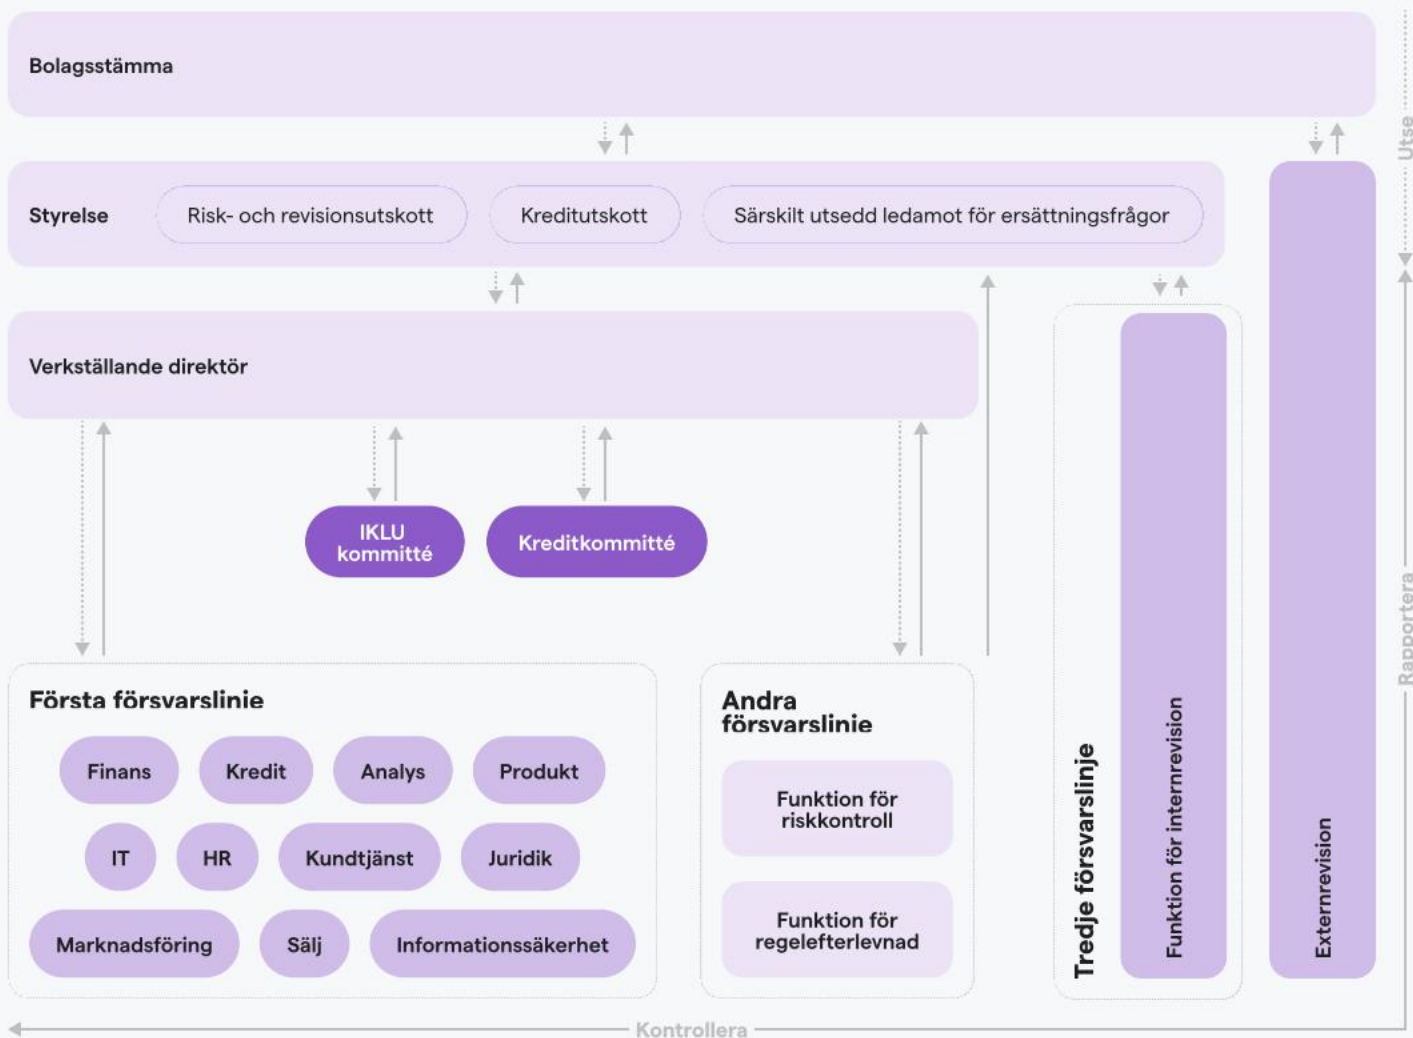 Bolagsstämma
Utse
Styrelse
Risk- och revisionsutskott
Kreditutskott
Särskilt utsedd ledamot för ersättningsfrågor
Verkställande direktör
IKLU
kommitté
Kreditkommitté
Rapportera
Första försvarslinie
Finans
Kredit
Analys
Produkt
IT
HR
Kundtjänst
Juridik
Marknadsföring
Sälj
Informationssäkerhet
Andra
försvarslinie
Funktion för
riskkontroll
Funktion för
regelefterlevnad
Tredje försvarslinje
Funktion för internrevision
Externrevision
Kontrollera